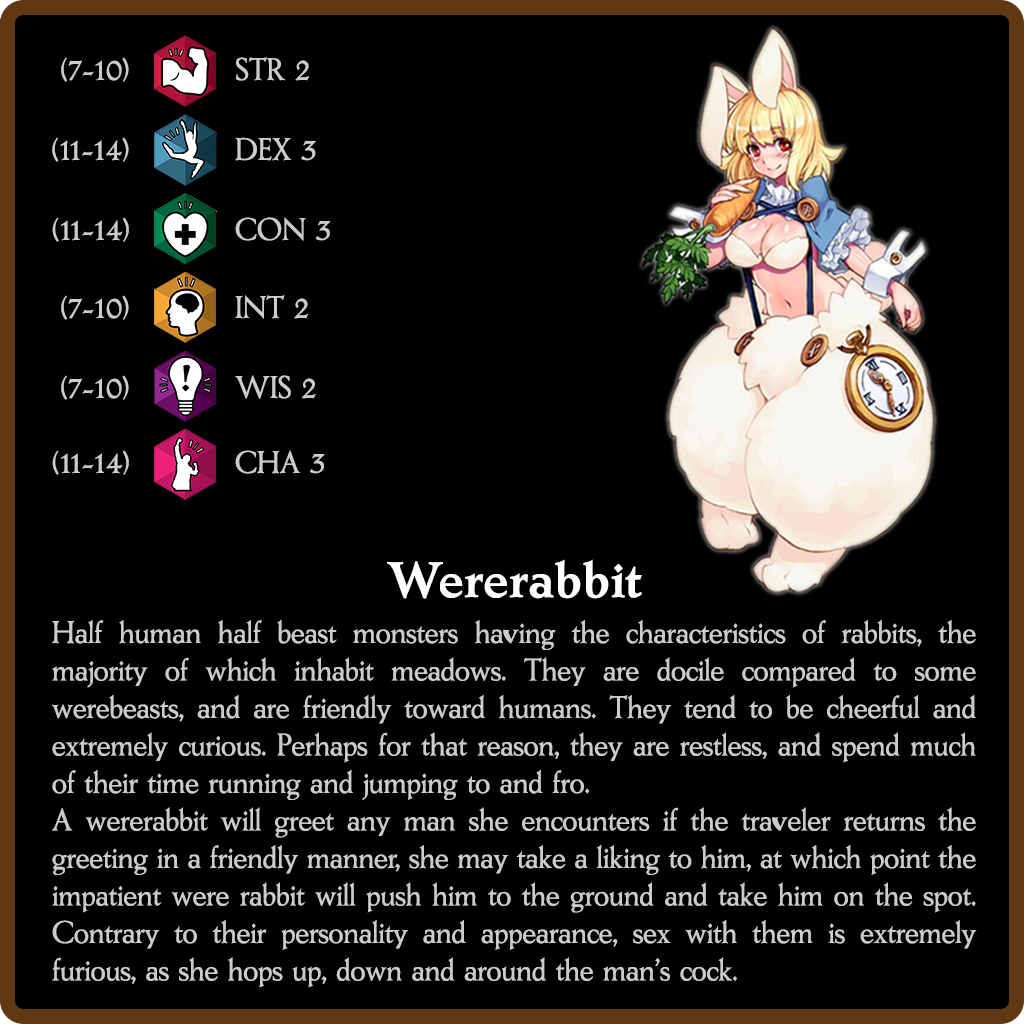 (7-10) STR 2
(11-14) DEX 3
(11-14) CON 3
(7-10) INT 2
(7-10) WIS 2
(11-14) CHA 3
Wererabbit
Half human half beast monsters having the characteristics of rabbits, the
majority of which inhabit meadows. They are docile compared to some
werebeasts, and are friendly toward humans. They tend to be cheerful and
extremely curious. Perhaps for that reason, they are restless, and spend much
of their time running and jumping to and fro.
A wererabbit will greet any man she encounters if the traveler returns the
greeting in a friendly manner, she may take a liking to him, at which point the
impatient were rabbit will push him to the ground and take him on the spot.
Contrary to their personality and appearance, sex with them is extremely
furious, as she hops up, down and around the man's cock.